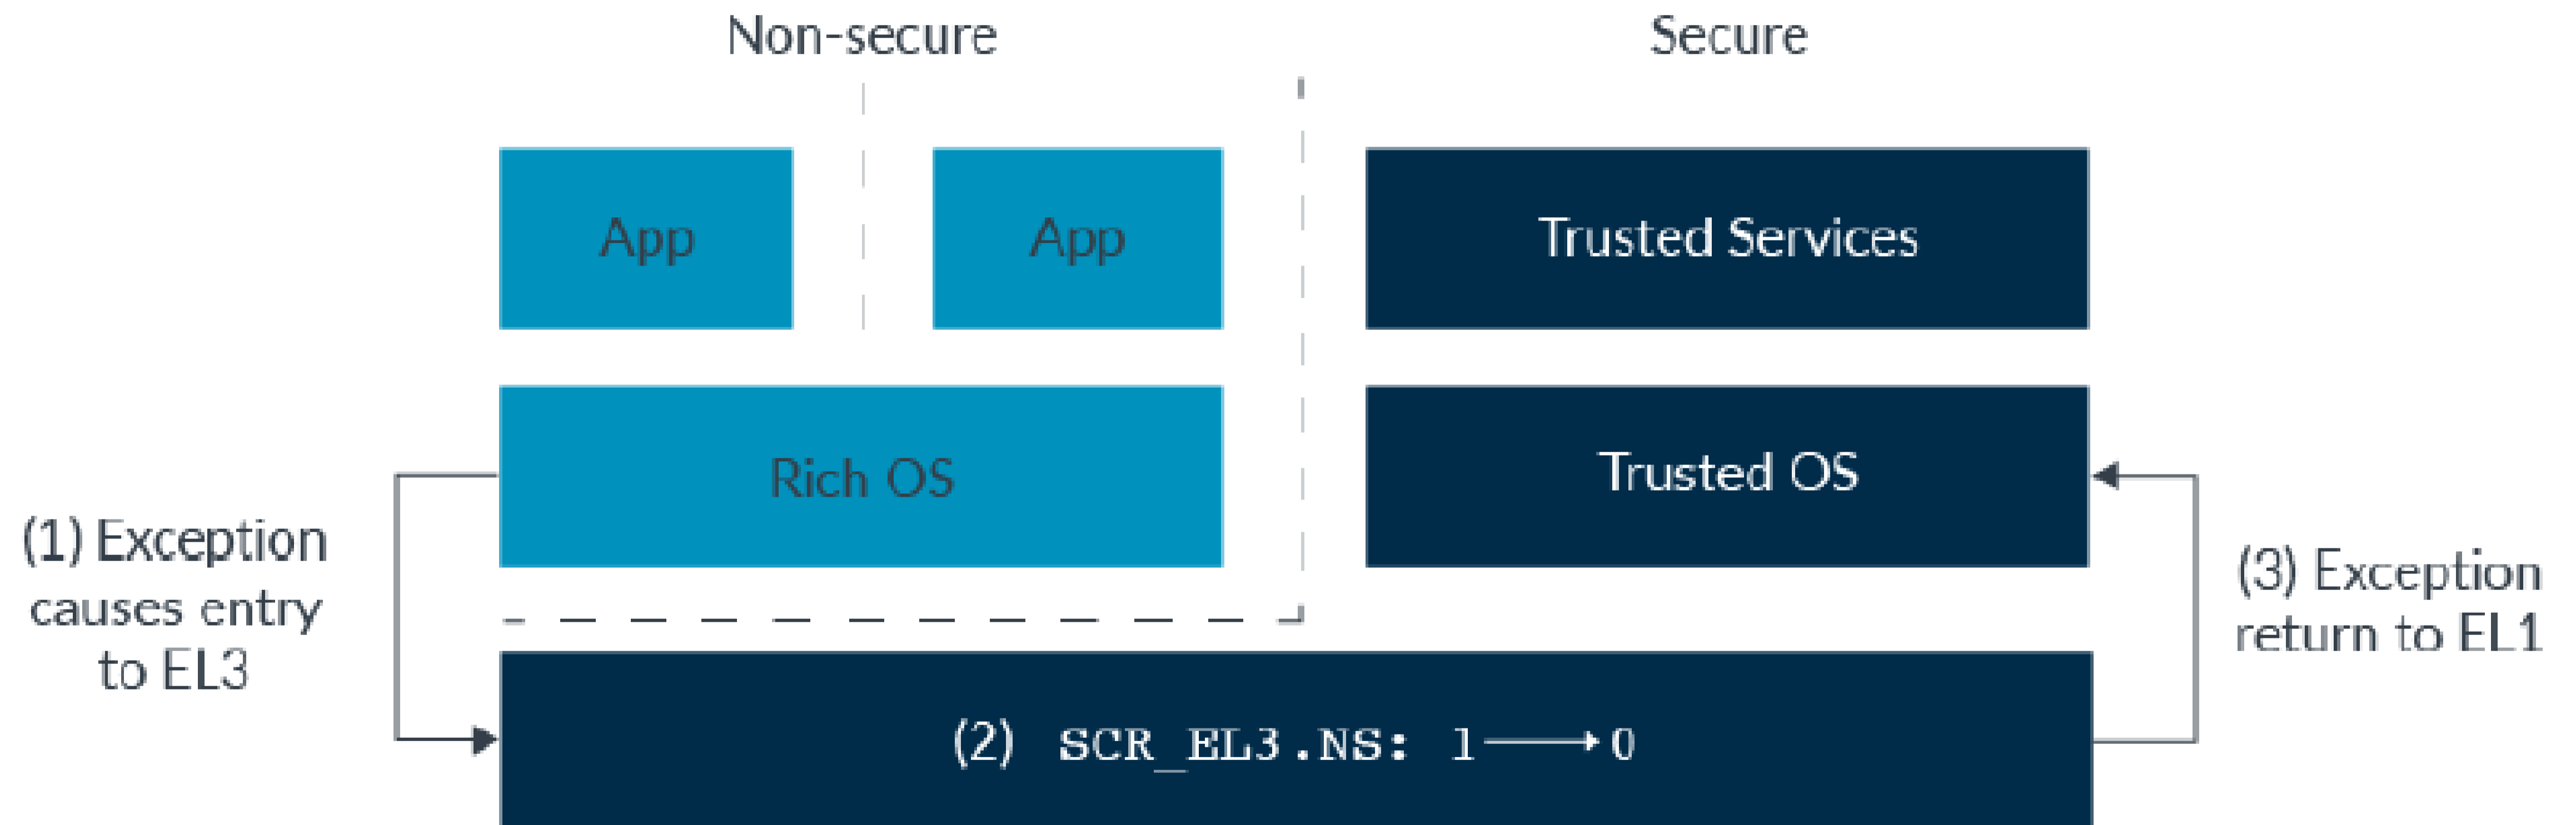 Non-secure
Secure
App
App
Trusted Services
Rich OS
Trusted OS
(1) Exception
causes entry
to EL3
(3) Exception
return to EL1
(2) SCR_EL3.NS: 1⟶0